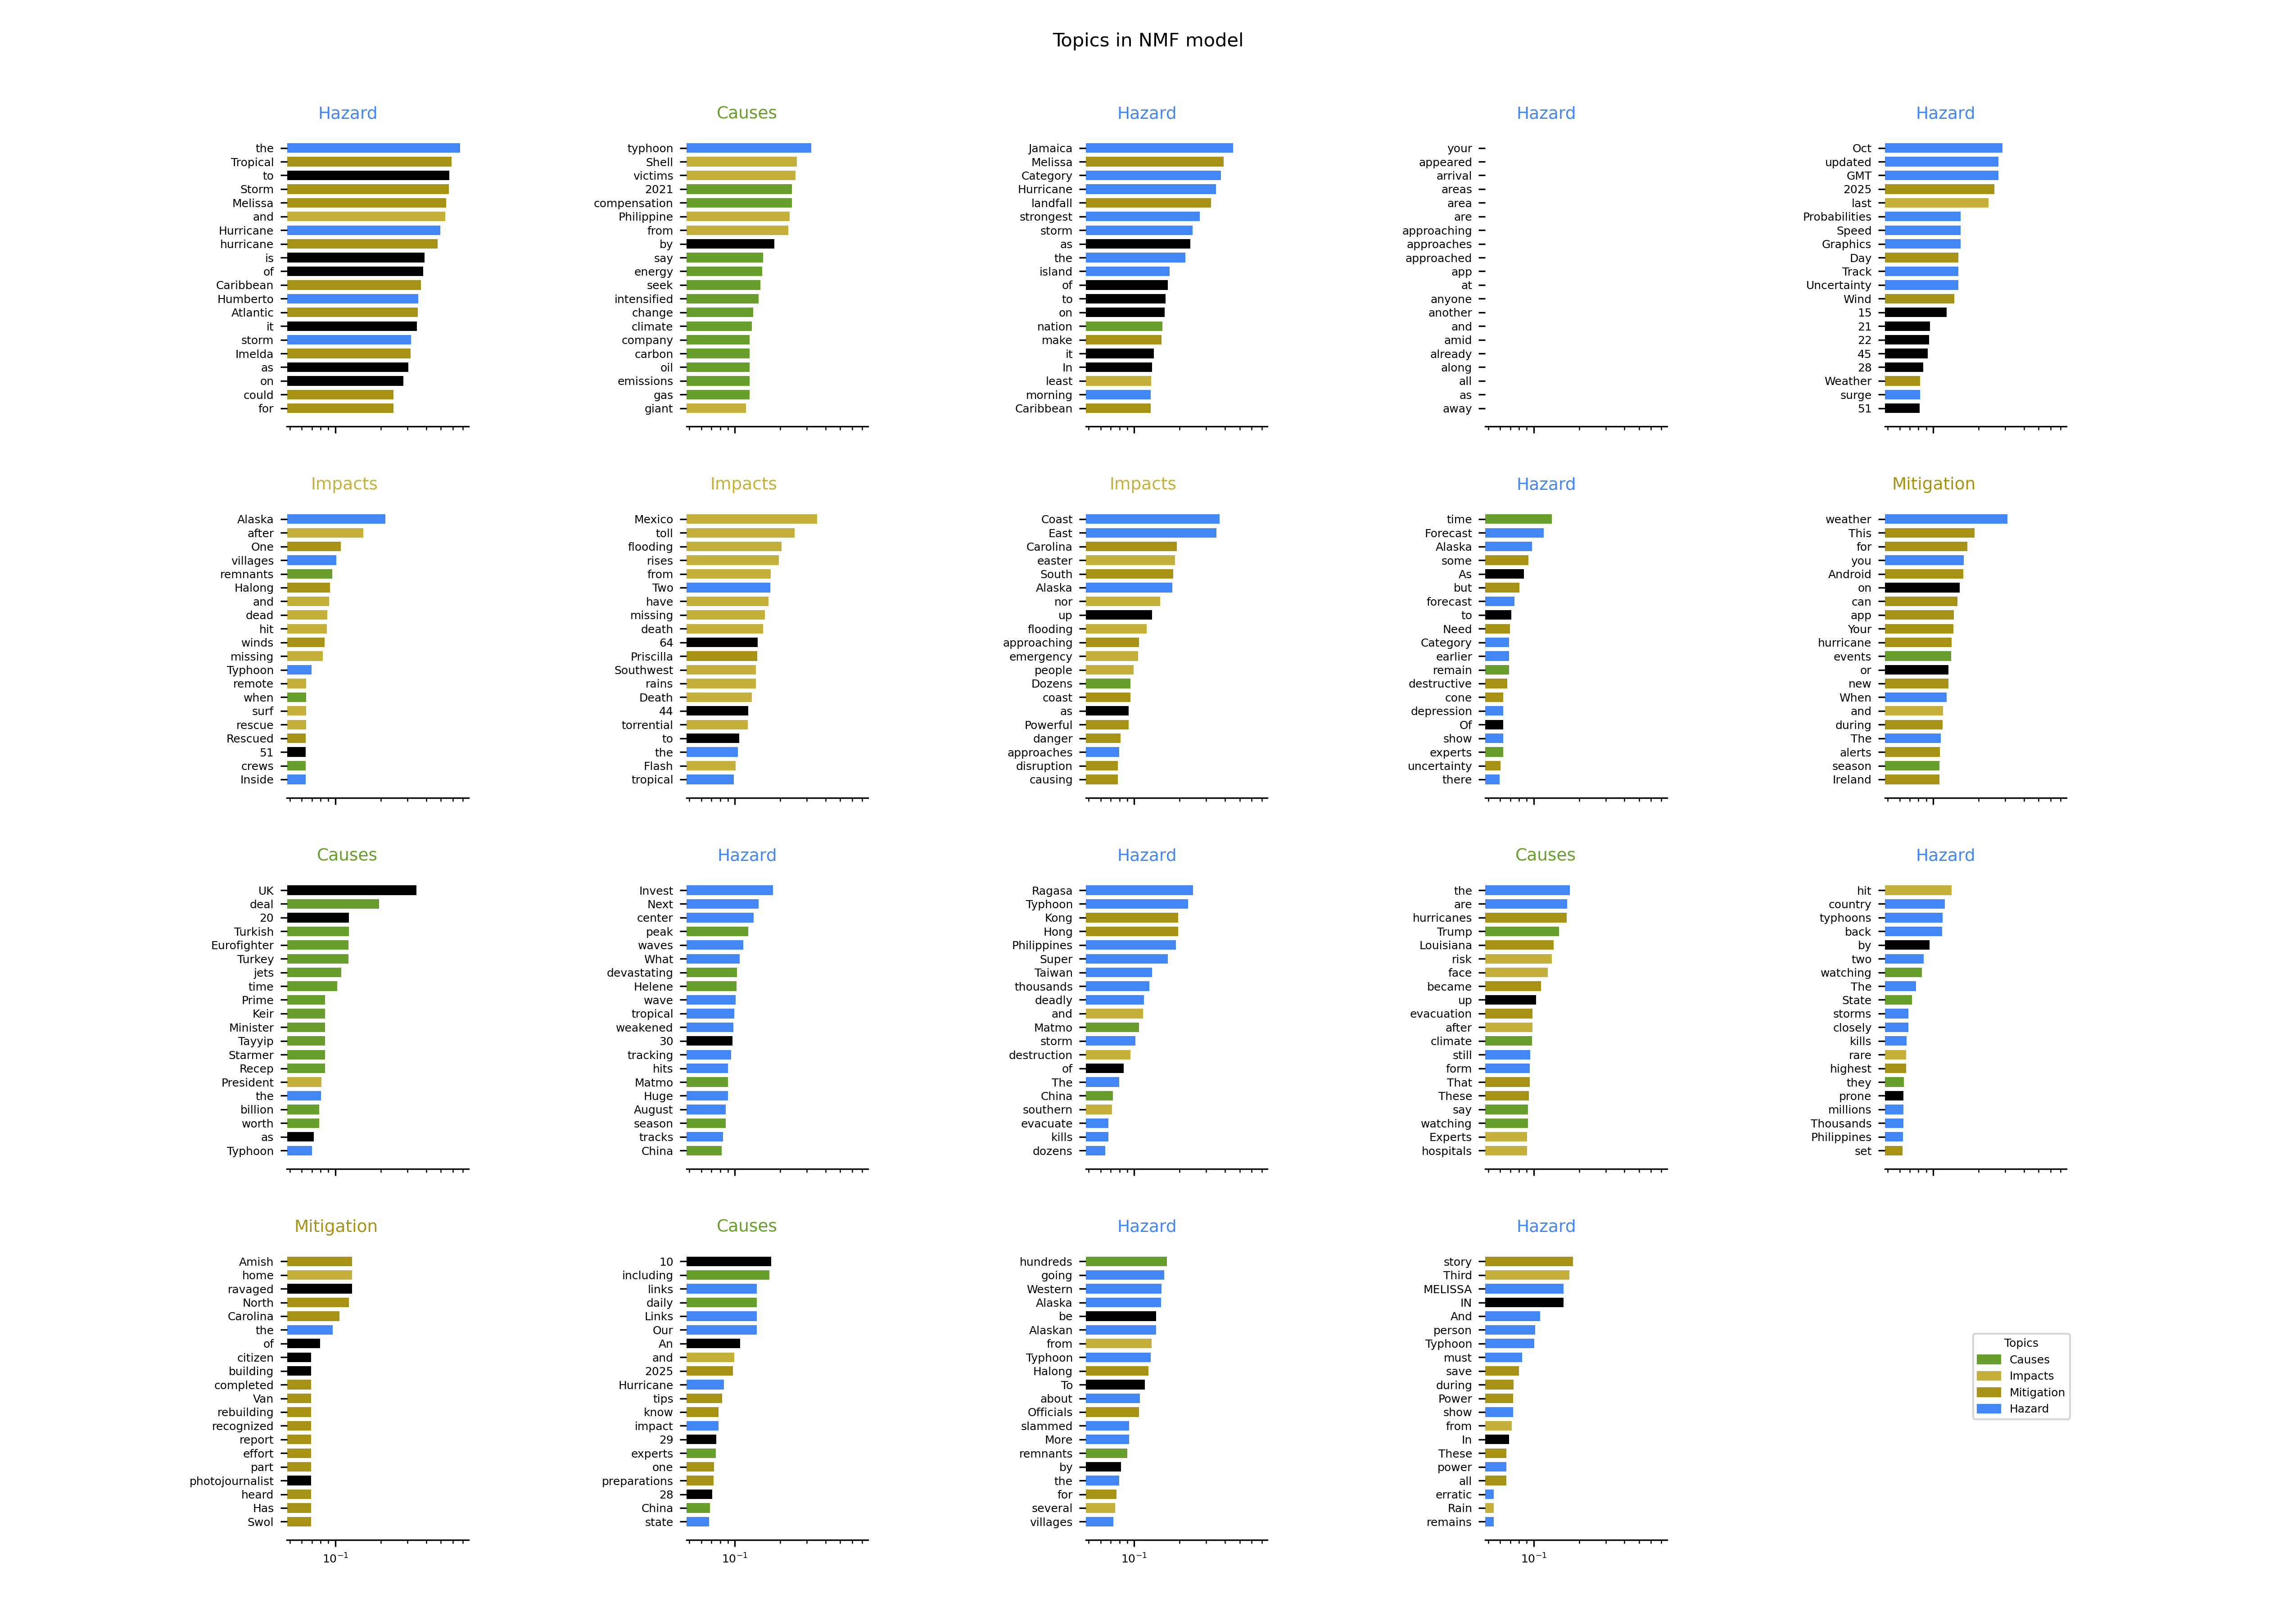 Topics in NMF model
Hazard
the
Tropical
to
Storm
Melissa
and
Hurricane
hurricane
is
of
Caribbean
Humberto
Atlantic
it
storm
Imelda
as
on
could
for
Causes
typhoon
Shell
victims
2021
compensation
Philippine
from
by
say
energy
seek
intensified
change
climate
company
carbon
oil
emissions
gas
giant
Hazard
Jamaica
Melissa
Category
Hurricane
landfall
strongest
storm
as
the
island
of
to
on
nation
make
it
In
least
morning
Caribbean
Hazard
your
appeared
arrival
areas
area
are
approaching
approaches
approached
app
at
anyone
another
and
amid
already
along
all
as
away
Hazard
Oct
updated
GMT
2025
last
Probabilities
Speed
Graphics
Day
Track
Uncertainty
Wind
15
21
22
45
28
Weather
surge
51
Impacts
Alaska
after
One
villages
remnants
Halong
and
dead
hit
winds
missing
Typhoon
remote
when
surf
rescue
Rescued
51
crews
Inside
Impacts
Mexico
toll
flooding
rises
from
Two
have
missing
death
64
Priscilla
Southwest
rains
Death
44
torrential
to
the
Flash
tropical
Impacts
Coast
East
Carolina
easter
South
Alaska
nor
up
flooding
approaching
emergency
people
Dozens
coast
as
Powerful
danger
approaches
disruption
causing
Hazard
time
Forecast
Alaska
some
As
but
forecast
to
Need
Category
earlier
remain
destructive
cone
depression
Of
show
experts
uncertainty
there
Mitigation
weather
This
for
you
Android
on
can
app
Your
hurricane
events
or
new
When
and
during
The
alerts
season
Ireland
Causes
UK
deal
20
Turkish
Eurofighter
Turkey
jets
time
Prime
Keir
Minister
Tayyip
Starmer
Recep
President
the
billion
worth
as
Typhoon
Hazard
Invest
Next
center
peak
waves
What
devastating
Helene
wave
tropical
weakened
30
tracking
hits
Matmo
Huge
August
season
tracks
China
Hazard
Ragasa
Typhoon
Kong
Hong
Philippines
Super
Taiwan
thousands
deadly
and
Matmo
storm
destruction
of
The
China
southern
evacuate
kills
dozens
Causes
the
are
hurricanes
Trump
Louisiana
risk
face
became
up
evacuation
after
climate
still
form
That
These
say
watching
Experts
hospitals
Hazard
hit
country
typhoons
back
by
two
watching
The
State
storms
closely
kills
rare
highest
they
prone
millions
Thousands
Philippines
set
Mitigation
Amish
home
ravaged
North
Carolina
the
of
citizen
building
completed
Van
rebuilding
recognized
report
effort
part
photojournalist
heard
Has
Swol
10⁻¹
Causes
10
including
links
daily
Links
Our
An
and
2025
Hurricane
tips
know
impact
29
experts
one
preparations
28
China
state
10⁻¹
Hazard
hundreds
going
Western
Alaska
be
Alaskan
from
Typhoon
Halong
To
about
Officials
slammed
More
remnants
by
the
for
several
villages
10⁻¹
Hazard
story
Third
MELISSA
IN
And
person
Typhoon
must
save
during
Power
show
from
In
These
power
all
erratic
Rain
remains
10⁻¹
Topics
Causes
Impacts
Mitigation
Hazard